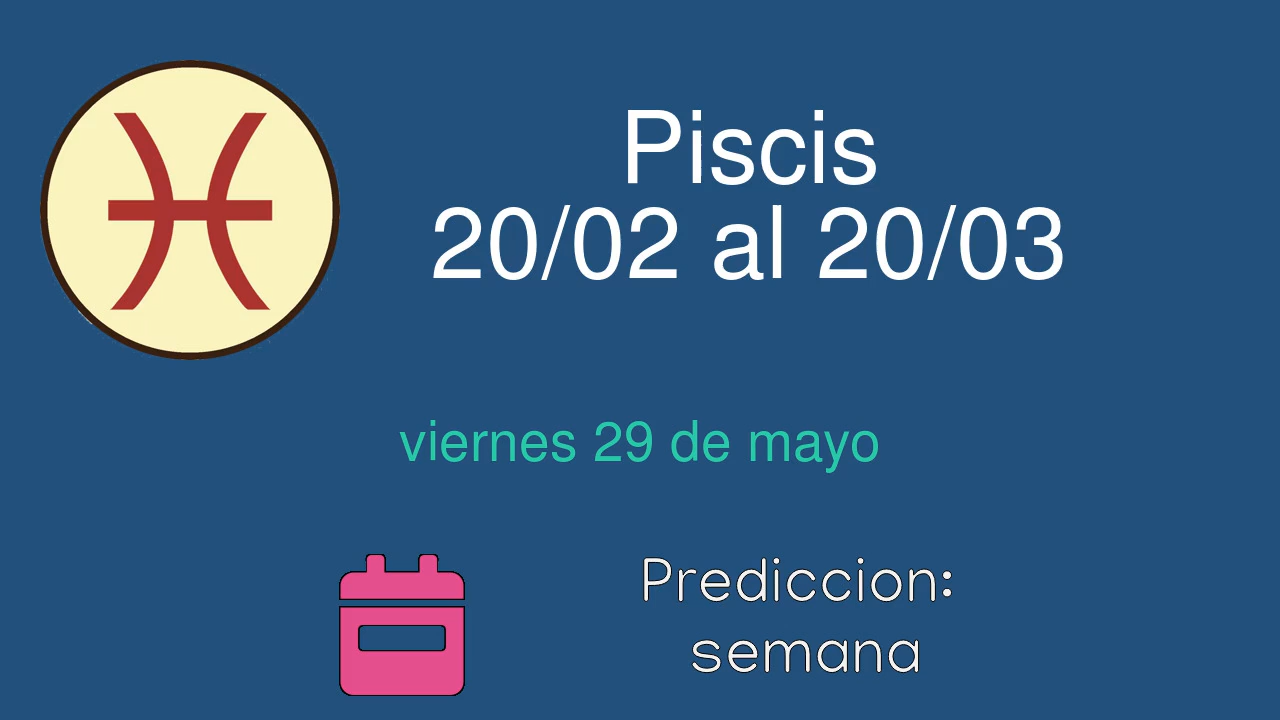 Piscis
20/02 al 20/03
viernes 29 de mayo
Prediccion:
semana